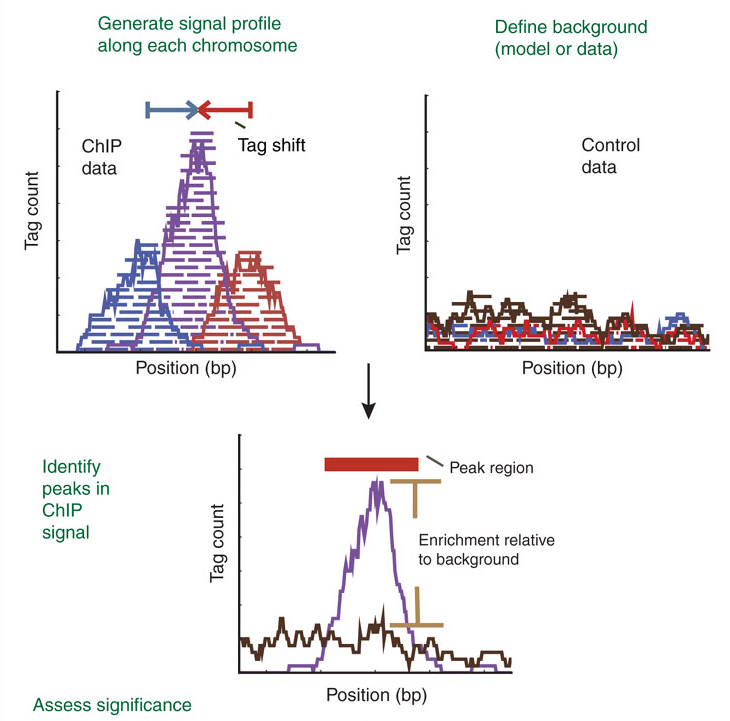 Generate signal profile
along each chromosome
Define background
(model or data)
ChIP
data
Tag shift
Tag count
Position (bp)
Control
data
Tag count
Position (bp)
Identify
peaks in
ChIP
signal
Peak region
Enrichment relative
to background
Tag count
Position (bp)
Assess significance